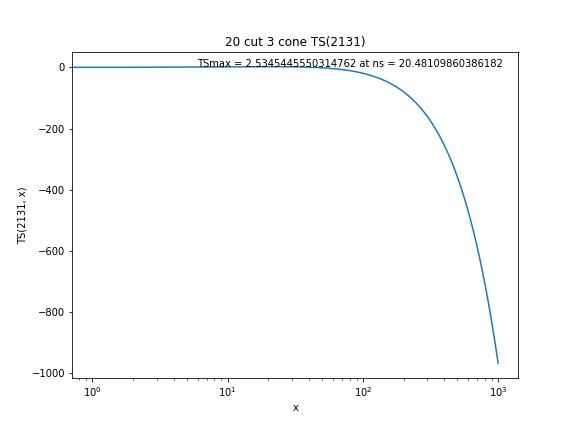 20 cut 3 cone TS(2131)
TSmax = 2.5345445550314762 at ns = 20.48109860386182
0
−200
−400
−600
−800
−1000
TS(2131, x)
10⁰
10¹
10²
10³
x